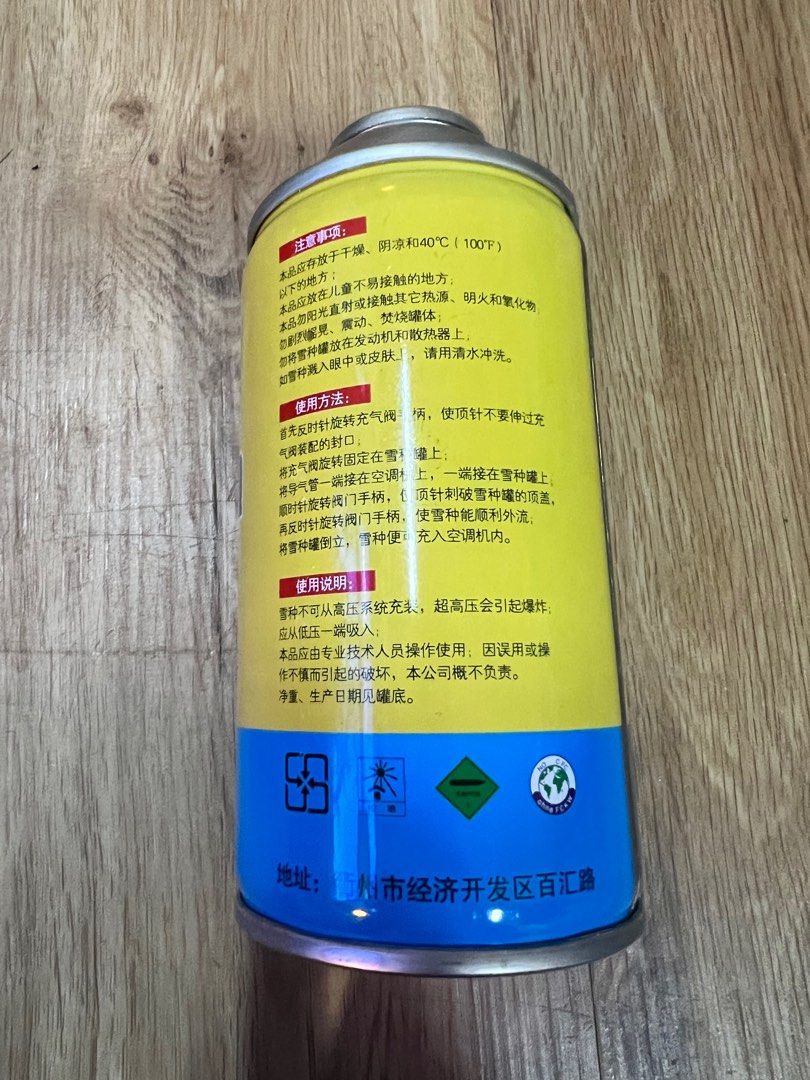 注意事项:
本品应存放于干燥、阴凉和40℃（100℉）
以下的地方；
本品应放在儿童不易接触的地方；
本品勿阳光直射或接触其它热源、明火和氧化物
勿剧烈幌晃、震动、焚烧罐体；
勿将雪种罐放在发动机和散热器上；
如雪种溅入眼中或皮肤上，请用清水冲洗。
使用方法:
首先反时针旋转充气阀手柄，使顶针不要伸过充
气阀装配的封口；
将充气阀旋转固定在雪种罐上；
将导气管一端接在空调机上，一端接在雪种罐上；
顺时针旋转阀门手柄，使顶针刺破雪种罐的顶盖，
再反时针旋转阀门手柄，使雪种能顺利外流；
将雪种罐倒立，雪种便可充入空调机内。
使用说明:
雪种不可从高压系统充装，超高压会引起爆炸；
应从低压一端吸入；
本品应由专业技术人员操作使用；因误用或操
作不慎而引起的破坏，本公司概不负责。
净重、生产日期见罐底。
NO CFC
地址：州市经济开发区百汇路